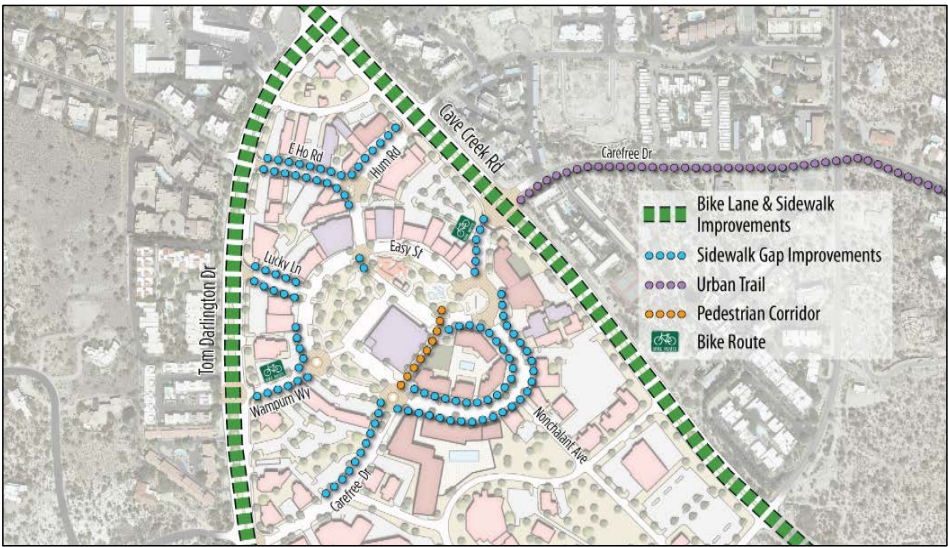 Cave Creek Rd
E Ho Rd
Hum Rd
Carefree Dr
Bike Lane & Sidewalk
Improvements
Sidewalk Gap Improvements
Urban Trail
Pedestrian Corridor
Bike Route
Easy St
Lucky Ln
Tom Darlington Dr
Wampum Wy
Nonchalant Ave
Carefree Dr.